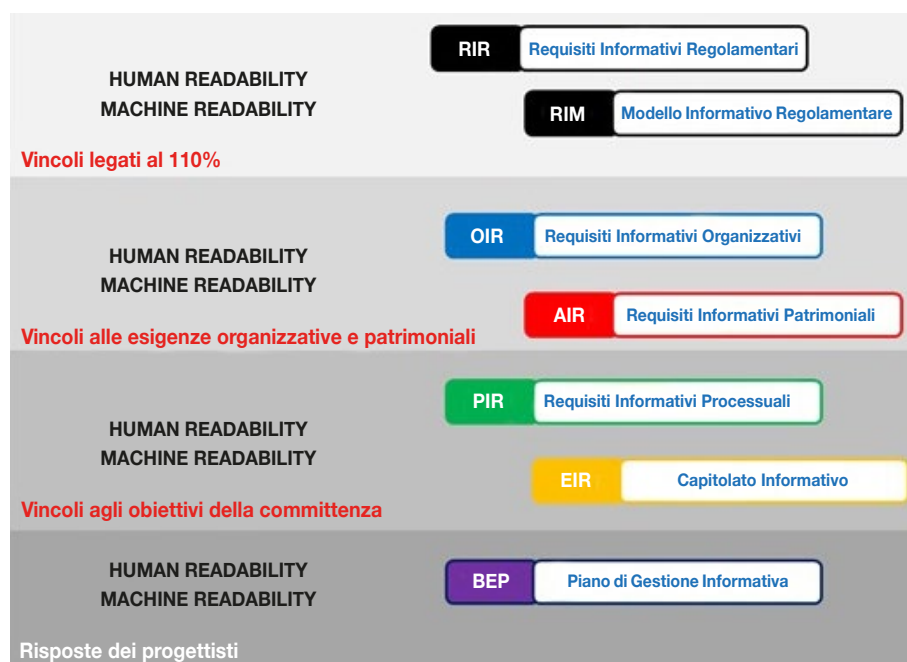 RIR Requisiti Informativi Regolamentari
HUMAN READABILITY
MACHINE READABILITY
RIM Modello Informativo Regolamentare
Vincoli legati al 110%
OIR Requisiti Informativi Organizzativi
HUMAN READABILITY
MACHINE READABILITY
AIR Requisiti Informativi Patrimoniali
Vincoli alle esigenze organizzative e patrimoniali
PIR Requisiti Informativi Processuali
HUMAN READABILITY
MACHINE READABILITY
EIR Capitolato Informativo
Vincoli agli obiettivi della committenza
HUMAN READABILITY
MACHINE READABILITY
BEP Piano di Gestione Informativa
Risposte dei progettisti